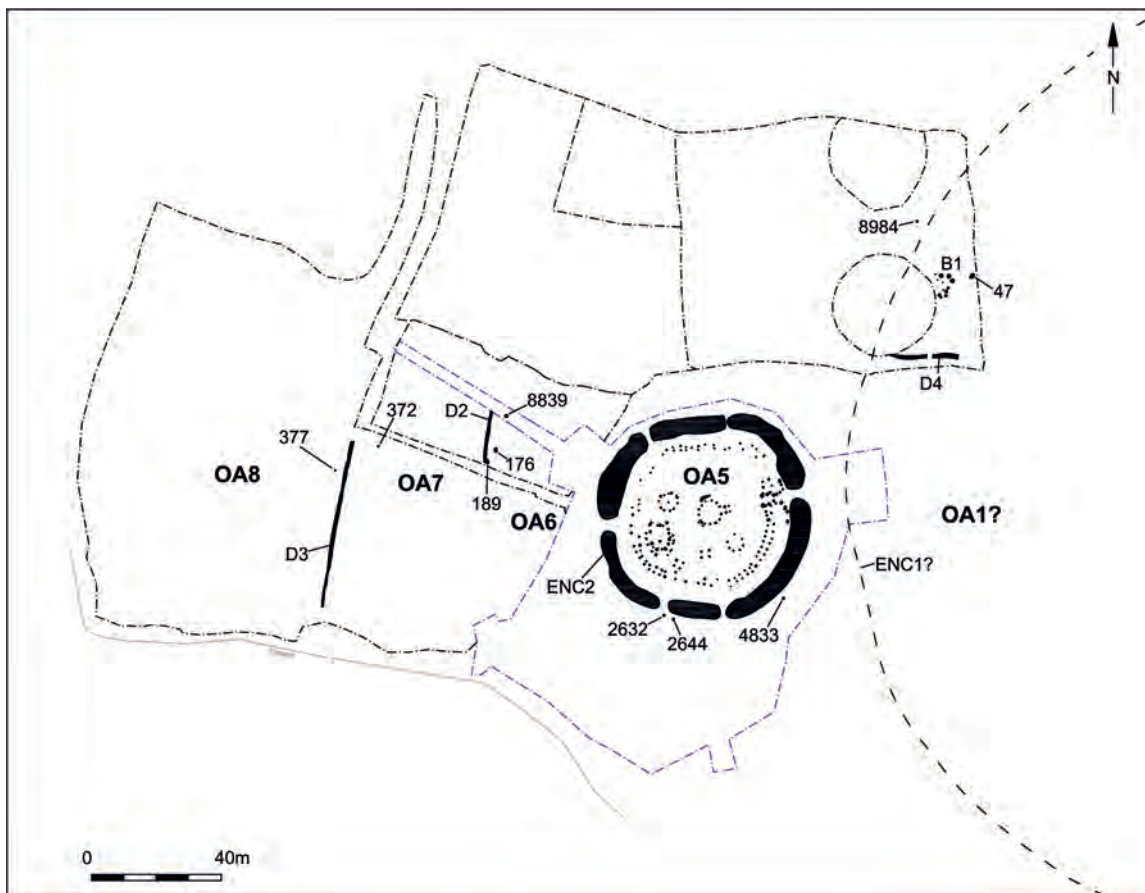 N
8984
B1
47
D4
8839
D2
372
377
176
OA5
OA8
OA7
189
OA6
OA1?
D3
ENC2
ENC1?
2632
2644
4833
0 40m